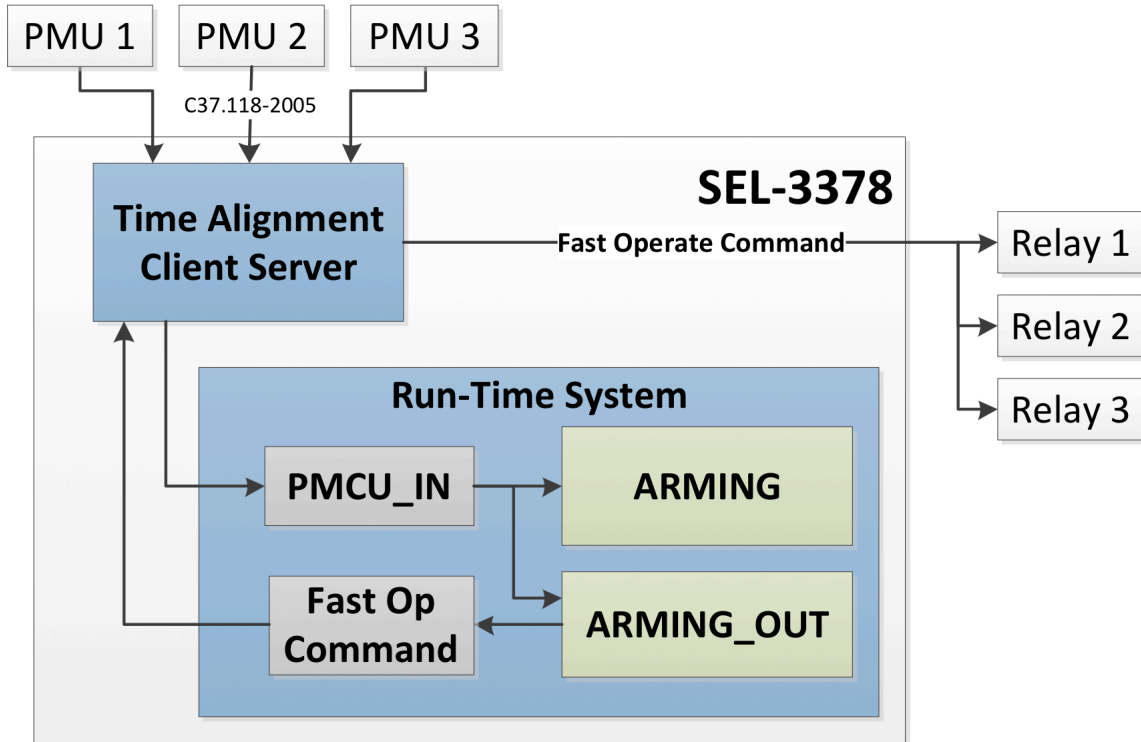 PMU 1
PMU 2
PMU 3
C37.118-2005
SEL-3378
Time Alignment
Client Server
Fast Operate Command
Relay 1
Relay 2
Relay 3
Run-Time System
PMCU_IN
ARMING
Fast Op
Command
ARMING_OUT